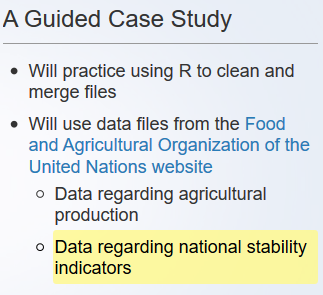 A Guided Case Study
Will practice using R to clean and
merge files
Will use data files from the Food
and Agricultural Organization of the
United Nations website
Data regarding agricultural
production
Data regarding national stability
indicators